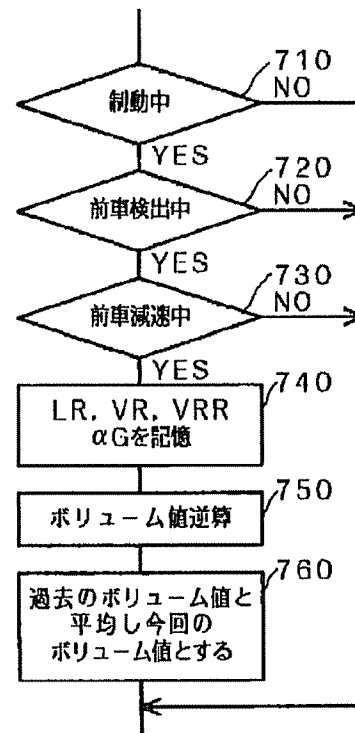 710
制動中
NO
YES
720
前車検出中
NO
YES
730
前車減速中
NO
YES
740
LR, VR, VRR
αGを記憶
750
ボリューム値逆算
760
過去のボリューム値と
平均し今回の
ボリューム値とする